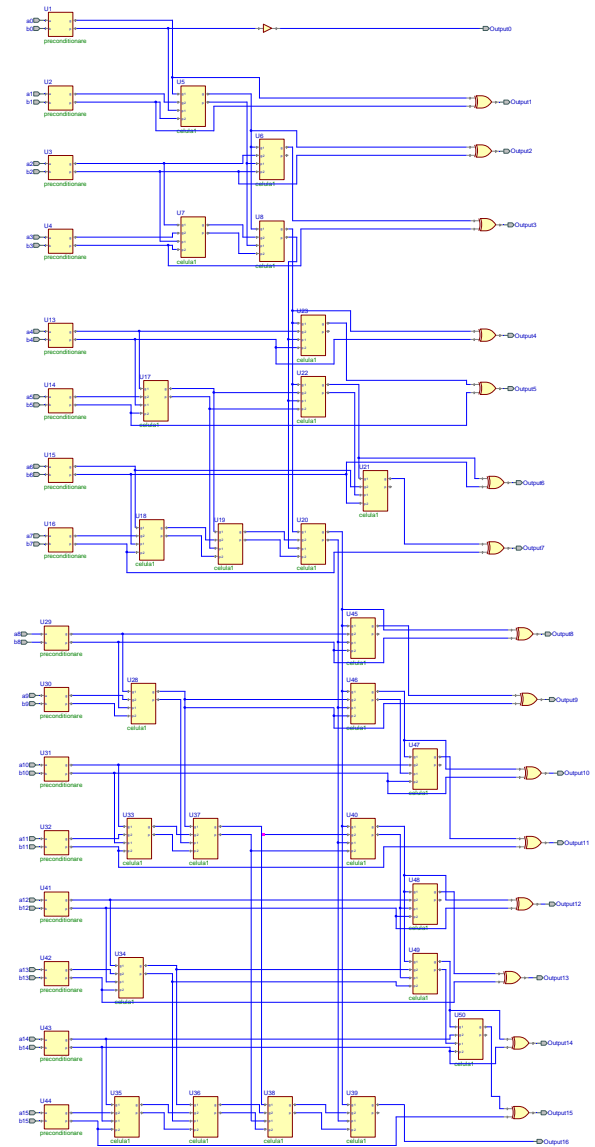 U1
a0
b0
preconditionare
Output0
U2
a1
b1
preconditionare
U5
celula1
Output1
U3
a2
b2
preconditionare
U6
celula1
Output2
U4
a3
b3
preconditionare
U7
celula1
U8
celula1
Output3
U13
a4
b4
preconditionare
U23
celula1
Output4
U14
a5
b5
preconditionare
U17
celula1
U22
celula1
Output5
U15
a6
b6
preconditionare
U21
celula1
Output6
U16
a7
b7
preconditionare
U18
celula1
U19
celula1
U20
celula1
Output7
U29
a8
b8
preconditionare
U45
celula1
Output8
U30
a9
b9
preconditionare
celula1
U46
celula1
Output9
U31
a10
b10
preconditionare
U47
celula1
Output10
U32
a11
b11
preconditionare
U33
celula1
U37
celula1
U40
celula1
Output11
U41
a12
b12
preconditionare
U48
celula1
Output12
U42
a13
b13
preconditionare
U34
celula1
U49
celula1
Output13
U43
a14
b14
preconditionare
U50
celula1
Output14
U44
a15
b15
preconditionare
U35
celula1
U36
celula1
U38
celula1
U39
celula1
Output15
Output16